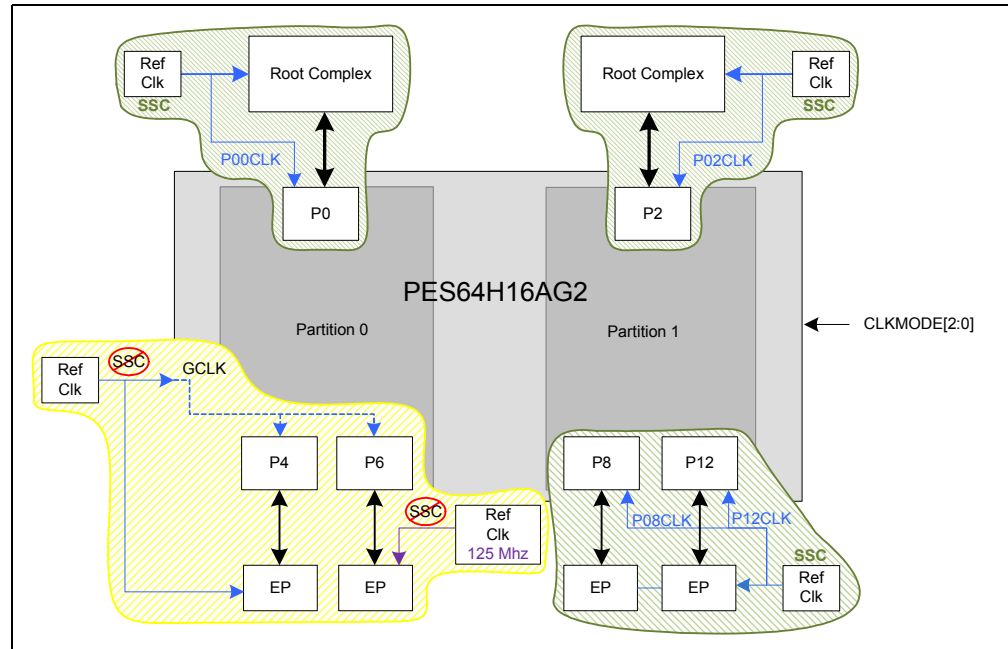 Ref
Clk
SSC
Root Complex
Root Complex
Ref
Clk
SSC
P00CLK
P02CLK
P0
P2
PES64H16AG2
Partition 0
Partition 1
CLKMODE[2:0]
SSC
Ref
Clk
GCLK
P4
P6
P8
P12
SSC
Ref
Clk
125 Mhz
P08CLK
P12CLK
SSC
EP
EP
EP
EP
Ref
Clk